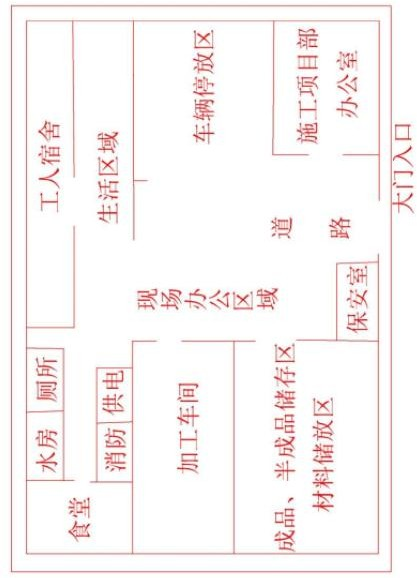 工人宿舍
生活区域
车辆停放区
施工项目部
办公室
大门入口
道路
现场办公区域
保安室
厕所
水房
供电
消防
食堂
加工车间
成品、半成品储存区
材料储放区